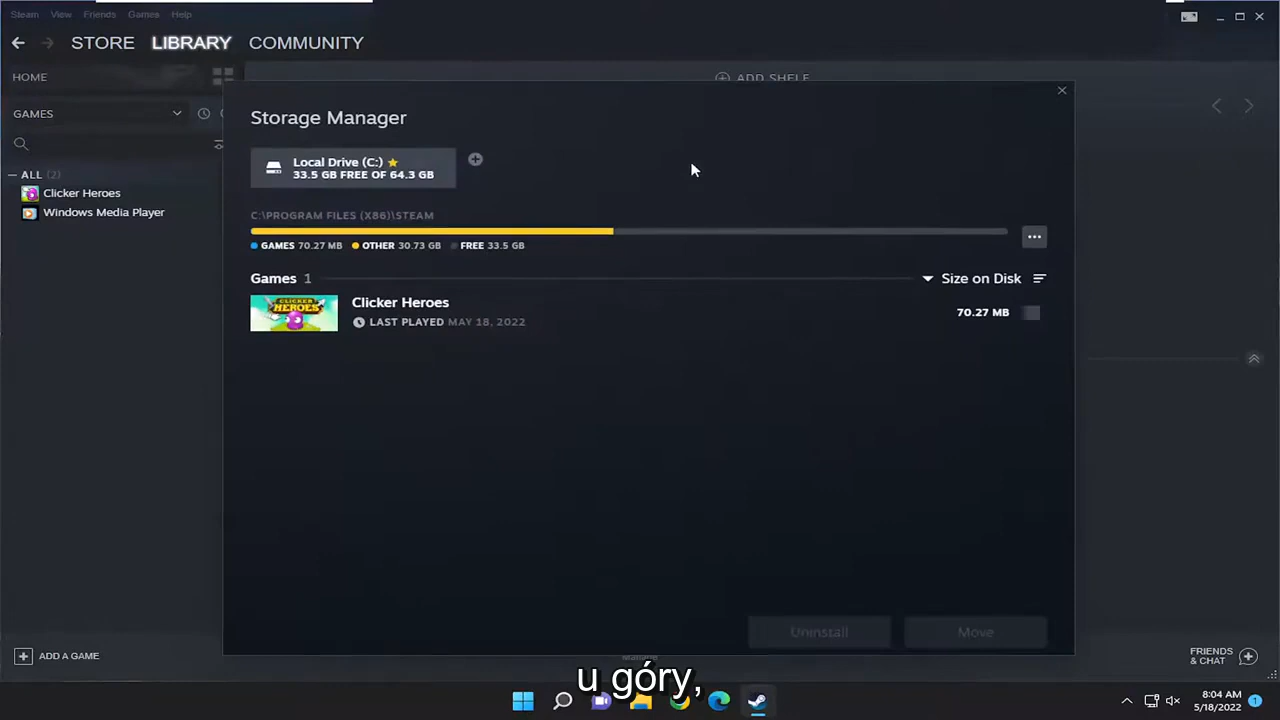 Steam View Friends Games Help
STORE LIBRARY COMMUNITY
HOME
ADD SHELF
GAMES
Storage Manager
Local Drive (C:)
33.5 GB FREE OF 64.3 GB
ALL (2)
Clicker Heroes
Windows Media Player
C:\PROGRAM FILES (X86)\STEAM
GAMES 70.27 MB OTHER 30.73 GB FREE 33.5 GB
Games 1 Size on Disk
CLICKER HEROES
Clicker Heroes
LAST PLAYED MAY 18, 2022
70.27 MB
Uninstall Move
ADD A GAME
FRIENDS & CHAT
u góry,
8:04 AM
5/18/2022
1